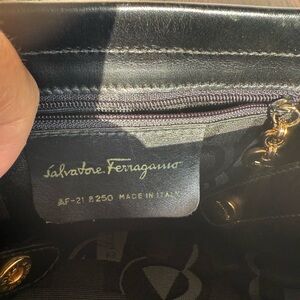 Salvatore Ferragamo
AF-21 8250 MADE IN ITALY